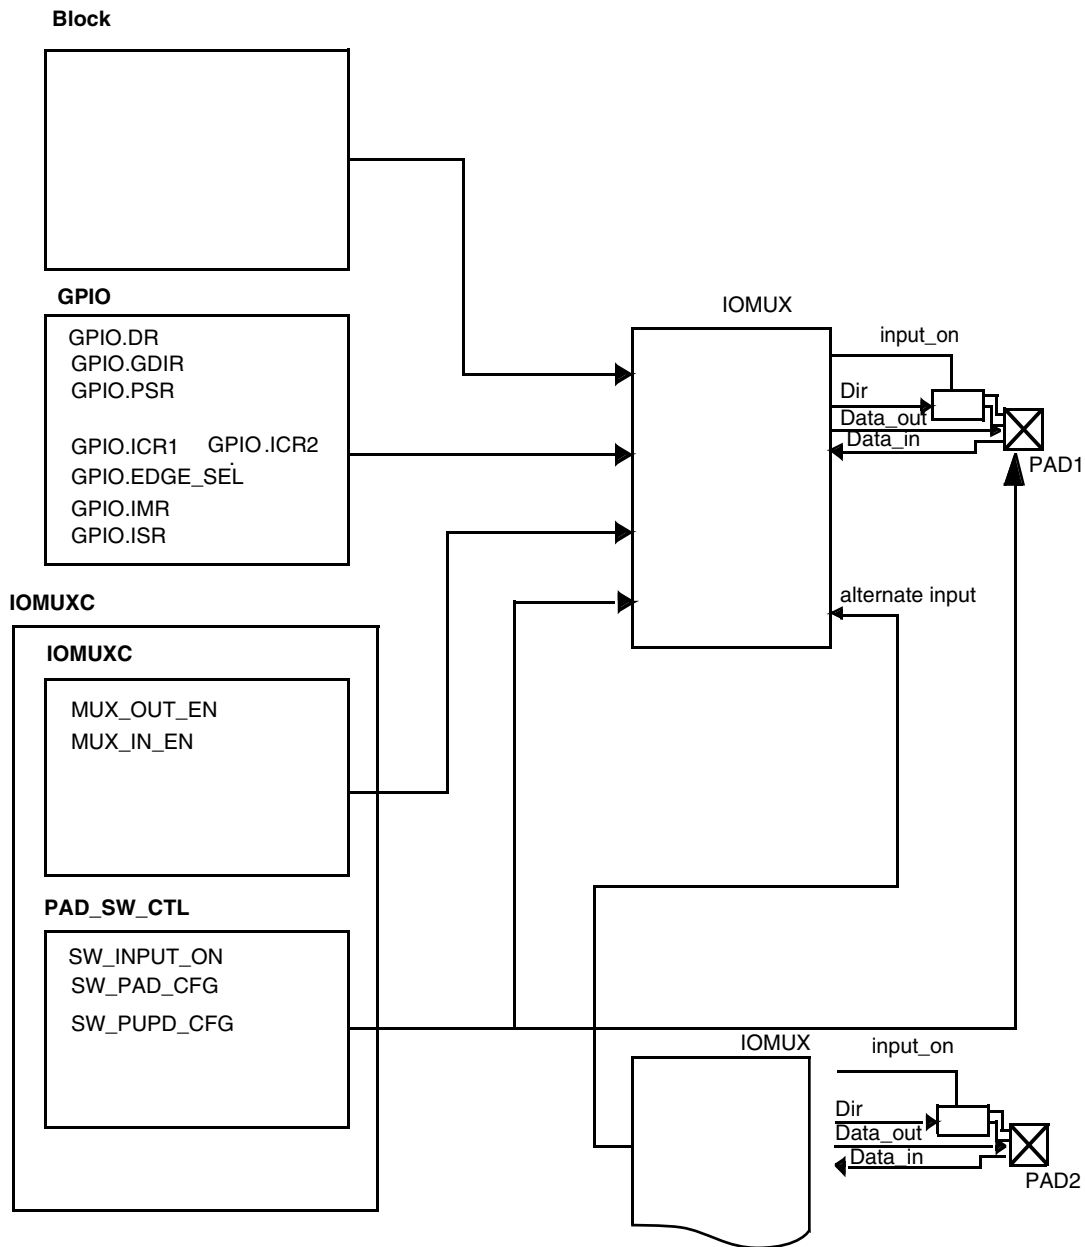 Block
GPIO
GPIO.DR
GPIO.GDIR
GPIO.PSR
GPIO.ICR1 GPIO.ICR2
GPIO.EDGE_SEL
GPIO.IMR
GPIO.ISR
IOMUXC
IOMUXC
MUX_OUT_EN
MUX_IN_EN
PAD_SW_CTL
SW_INPUT_ON
SW_PAD_CFG
SW_PUPD_CFG
IOMUX
input_on
Dir
Data_out
Data_in
PAD1
alternate input
IOMUX
input_on
Dir
Data_out
Data_in
PAD2